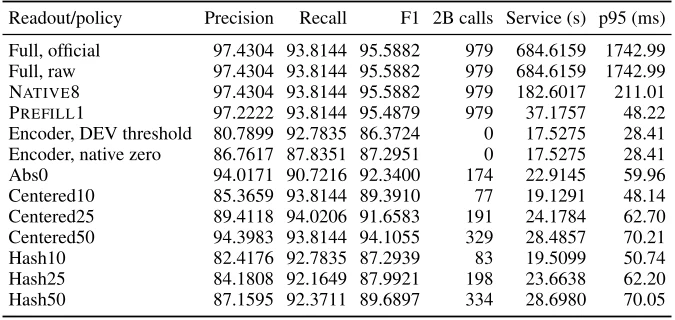 Readout/policy Precision Recall F1 2B calls Service (s) p95 (ms)
Full, official 97.4304 93.8144 95.5882 979 684.6159 1742.99
Full, raw 97.4304 93.8144 95.5882 979 684.6159 1742.99
NATIVE8 97.4304 93.8144 95.5882 979 182.6017 211.01
PREFILL1 97.2222 93.8144 95.4879 979 37.1757 48.22
Encoder, DEV threshold 80.7899 92.7835 86.3724 0 17.5275 28.41
Encoder, native zero 86.7617 87.8351 87.2951 0 17.5275 28.41
Abs0 94.0171 90.7216 92.3400 174 22.9145 59.96
Centered10 85.3659 93.8144 89.3910 77 19.1291 48.14
Centered25 89.4118 94.0206 91.6583 191 24.1784 62.70
Centered50 94.3983 93.8144 94.1055 329 28.4857 70.21
Hash10 82.4176 92.7835 87.2939 83 19.5099 50.74
Hash25 84.1808 92.1649 87.9921 198 23.6638 62.20
Hash50 87.1595 92.3711 89.6897 334 28.6980 70.05